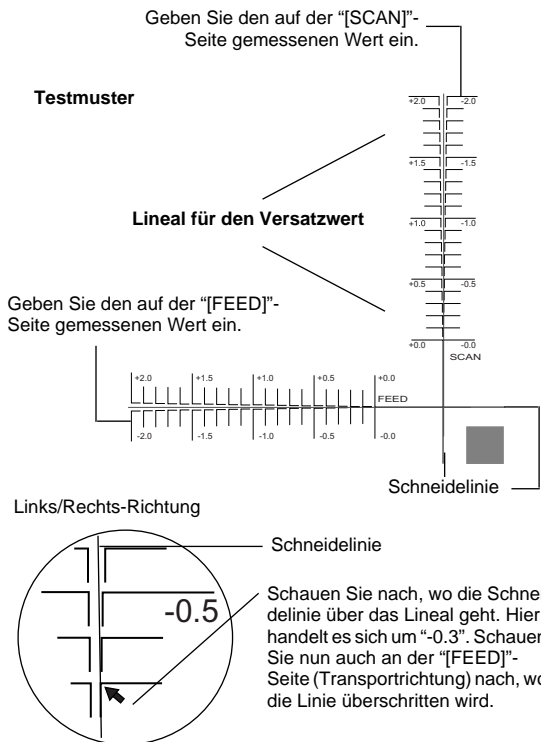 Geben Sie den auf der “[SCAN]”-
Seite gemessenen Wert ein.
Testmuster
+2.0 -2.0
+1.5 -1.5
Lineal für den Versatzwert
+1.0 -1.0
+0.5 -0.5
Geben Sie den auf der “[FEED]”-
Seite gemessenen Wert ein.
+0.0 -0.0
SCAN
+2.0 +1.5 +1.0 +0.5 +0.0
FEED
-2.0 -1.5 -1.0 -0.5 -0.0
Schneidelinie
Links/Rechts-Richtung
Schneidelinie
-0.5
Schauen Sie nach, wo die Schnei
delinie über das Lineal geht. Hier
handelt es sich um “-0.3”. Schauen
Sie nun auch an der “[FEED]”-
Seite (Transportrichtung) nach, wo
die Linie überschritten wird.